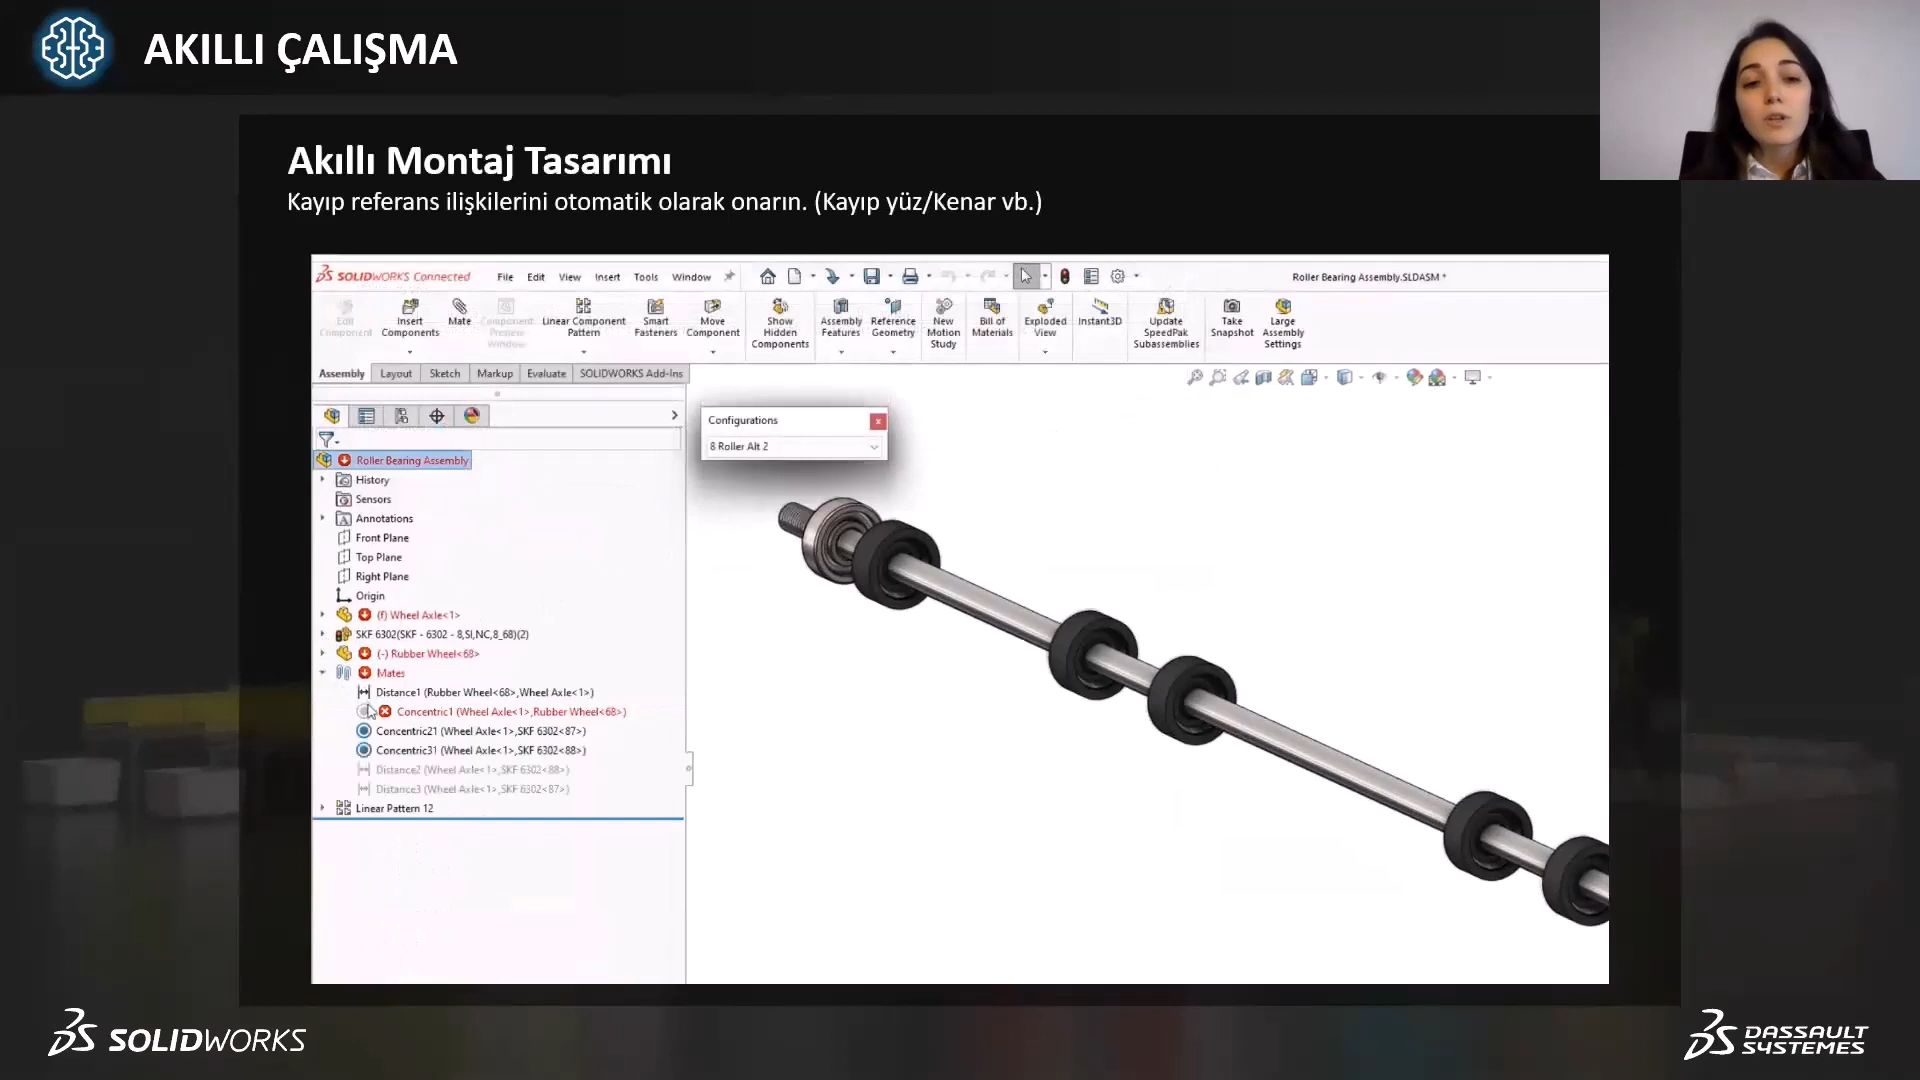 AKILLI ÇALIŞMA
Akıllı Montaj Tasarımı
Kayıp referans ilişkilerini otomatik olarak onarın. (Kayıp yüz/Kenar vb.)
SOLIDWORKS Connected File Edit View Insert Tools Window Roller Bearing Assembly.SLDASM *
Edit Component
Insert Components
Mate
Component Preview Window
Linear Component Pattern
Smart Fasteners
Move Component
Show Hidden Components
Assembly Features
Reference Geometry
New Motion Study
Bill of Materials
Exploded View
Instant3D
Update SpeedPak Subassemblies
Take Snapshot
Large Assembly Settings
Assembly Layout Sketch Markup Evaluate SOLIDWORKS Add-Ins
Configurations
8 Roller Alt 2
Roller Bearing Assembly
History
Sensors
Annotations
Front Plane
Top Plane
Right Plane
Origin
(f) Wheel Axle<1>
SKF 6302(SKF - 6302 - 8,SI,NC,8_68)(2)
(-) Rubber Wheel<68>
Mates
Distance1 (Rubber Wheel<68>,Wheel Axle<1>)
Concentric1 (Wheel Axle<1>,Rubber Wheel<68>)
Concentric21 (Wheel Axle<1>,SKF 6302<87>)
Concentric31 (Wheel Axle<1>,SKF 6302<88>)
Distance2 (Wheel Axle<1>,SKF 6302<88>)
Distance3 (Wheel Axle<1>,SKF 6302<87>)
Linear Pattern 12
SOLIDWORKS
DASSAULT SYSTEMES